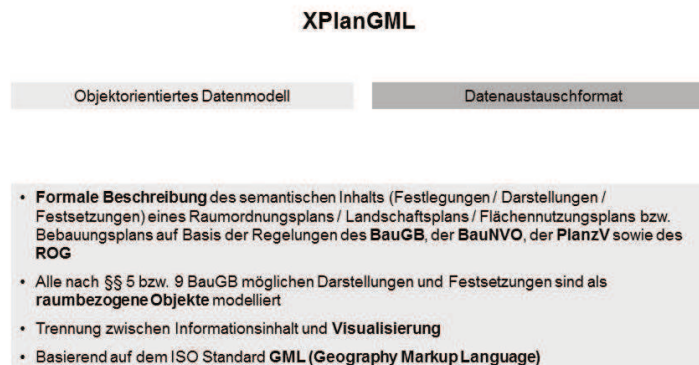 XPlanGML
Objektorientiertes Datenmodell
Datenaustauschformat
• Formale Beschreibung des semantischen Inhalts (Festlegungen / Darstellungen /
Festsetzungen) eines Raumordnungsplans / Landschaftsplans / Flächennutzungsplans bzw.
Bebauungsplans auf Basis der Regelungen des BauGB, der BauNVO, der PlanzV sowie des
ROG
• Alle nach §§ 5 bzw. 9 BauGB möglichen Darstellungen und Festsetzungen sind als
raumbezogene Objekte modelliert
• Trennung zwischen Informationsinhalt und Visualisierung
• Basierend auf dem ISO Standard GML (Geography Markup Language)